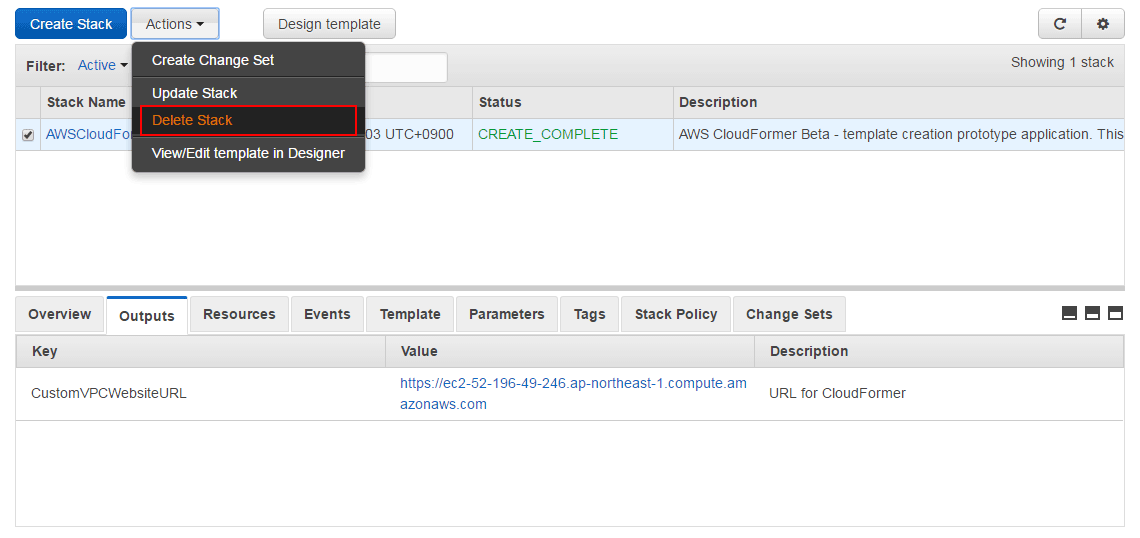 Create Stack Actions Design template
Create Change Set
Filter: Active Showing 1 stack
Update Stack
Stack Name Status Description
Delete Stack
AWSCloudFor 03 UTC+0900 CREATE_COMPLETE AWS CloudFormer Beta - template creation prototype application. This
View/Edit template in Designer
Overview Outputs Resources Events Template Parameters Tags Stack Policy Change Sets
Key Value Description
CustomVPCWebsiteURL https://ec2-52-196-49-246.ap-northeast-1.compute.am URL for CloudFormer
azonaws.com